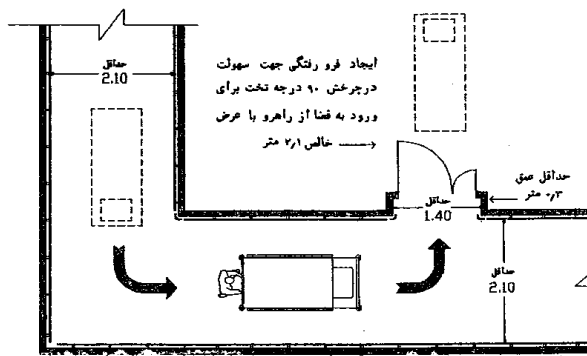 حداقل
2.10
ایجاد فرو رفتگی جهت سهولت
درچرخش ۹۰ درجه تخت برای
ورود به فضا از راهرو با عرض
خالص ۲٫۱ متر
حداقل عمق
۰٫۳ متر
حداقل
1.40
حداقل
2.10